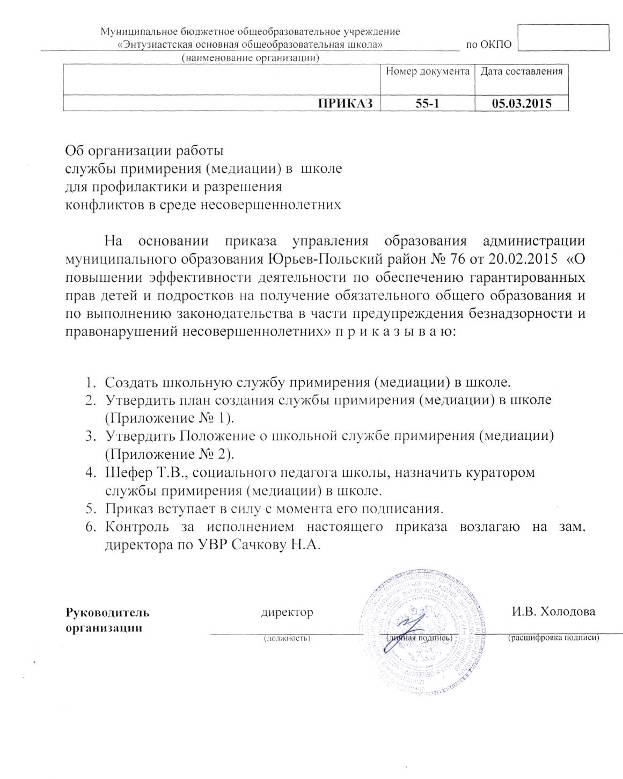 Муниципальное бюджетное общеобразовательное учреждение
«Энтузиастская основная общеобразовательная школа» по ОКПО
(наименование организации)
Номер документа Дата составления
ПРИКАЗ 55-1 05.03.2015
Об организации работы
службы примирения (медиации) в школе
для профилактики и разрешения
конфликтов в среде несовершеннолетних
На основании приказа управления образования администрации
муниципального образования Юрьев-Польский район № 76 от 20.02.2015 «О
повышении эффективности деятельности по обеспечению гарантированных
прав детей и подростков на получение обязательного общего образования и
по выполнению законодательства в части предупреждения безнадзорности и
правонарушений несовершеннолетних» п р и к а з ы в а ю:
1. Создать школьную службу примирения (медиации) в школе.
2. Утвердить план создания службы примирения (медиации) в школе
(Приложение № 1).
3. Утвердить Положение о школьной службе примирения (медиации)
(Приложение № 2).
4. Шефер Т.В., социального педагога школы, назначить куратором
службы примирения (медиации) в школе.
5. Приказ вступает в силу с момента его подписания.
6. Контроль за исполнением настоящего приказа возлагаю на зам.
директора по УВР Сачкову Н.А.
Руководитель директор И.В. Холодова
организации
(должность) (личная подпись) (расшифровка подписи)